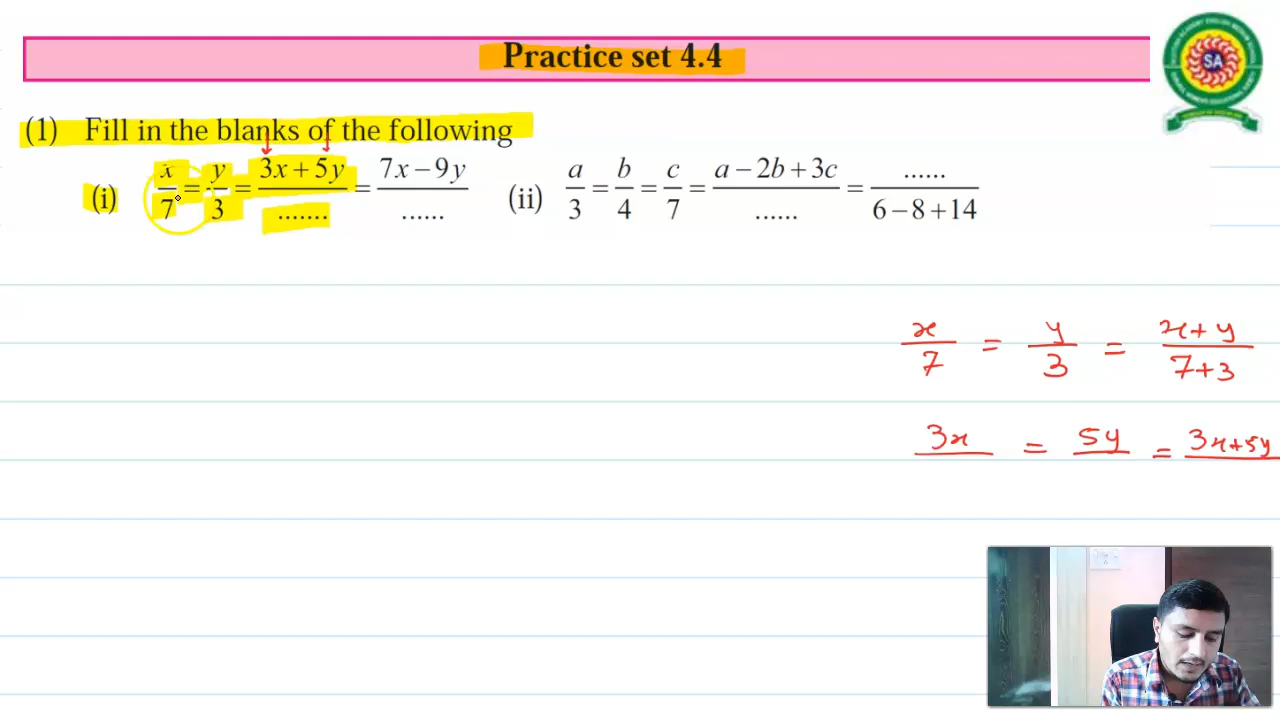 Practice set 4.4
SA
(1) Fill in the blanks of the following
(i) x/7 = y/3 = 3x + 5y/....... = 7x − 9y/...... (ii) a/3 = b/4 = c/7 = a − 2b + 3c/...... = ....../6 − 8 + 14
x/7 = y/3 = x + y/7 + 3
3x = 5y = 3x + 5y